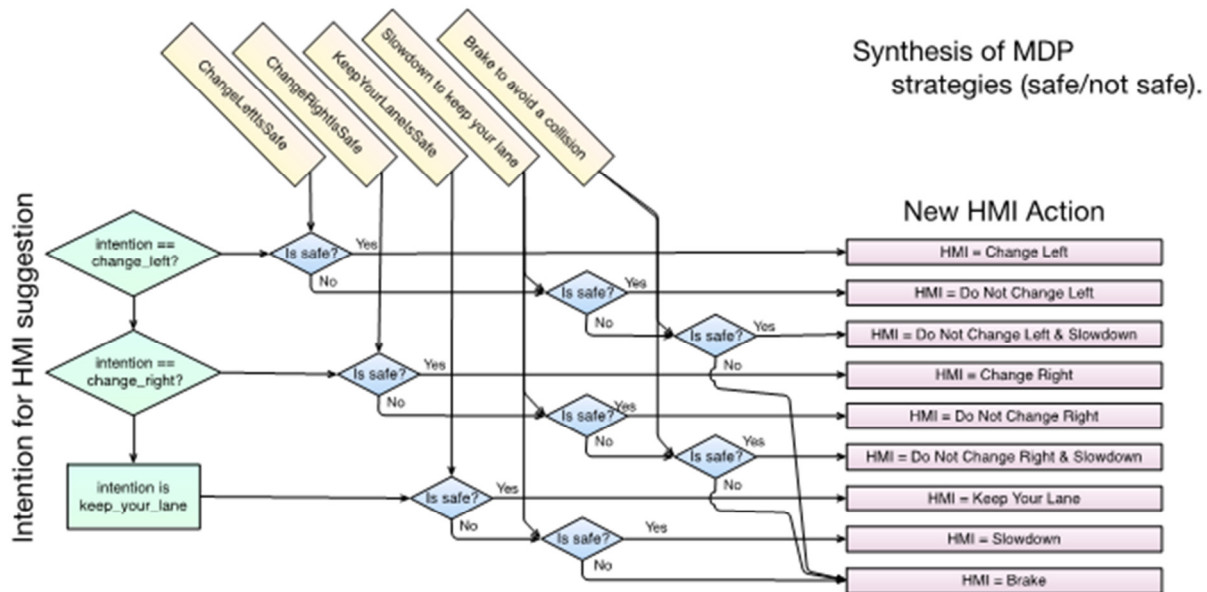 ChangeLeftIsSafe
ChangeRightIsSafe
KeepYourLaneIsSafe
Slowdown to keep your lane
Brake to avoid a collision
Synthesis of MDP
strategies (safe/not safe).
Intention for HMI suggestion
New HMI Action
intention ==
change_left?
Is safe?
Yes
No
HMI = Change Left
Is safe?
Yes
No
HMI = Do Not Change Left
Is safe?
Yes
No
HMI = Do Not Change Left & Slowdown
intention ==
change_right?
Is safe?
Yes
No
HMI = Change Right
Is safe?
Yes
No
HMI = Do Not Change Right
Is safe?
Yes
No
HMI = Do Not Change Right & Slowdown
intention is
keep_your_lane
Is safe?
Yes
No
HMI = Keep Your Lane
Is safe?
Yes
No
HMI = Slowdown
HMI = Brake